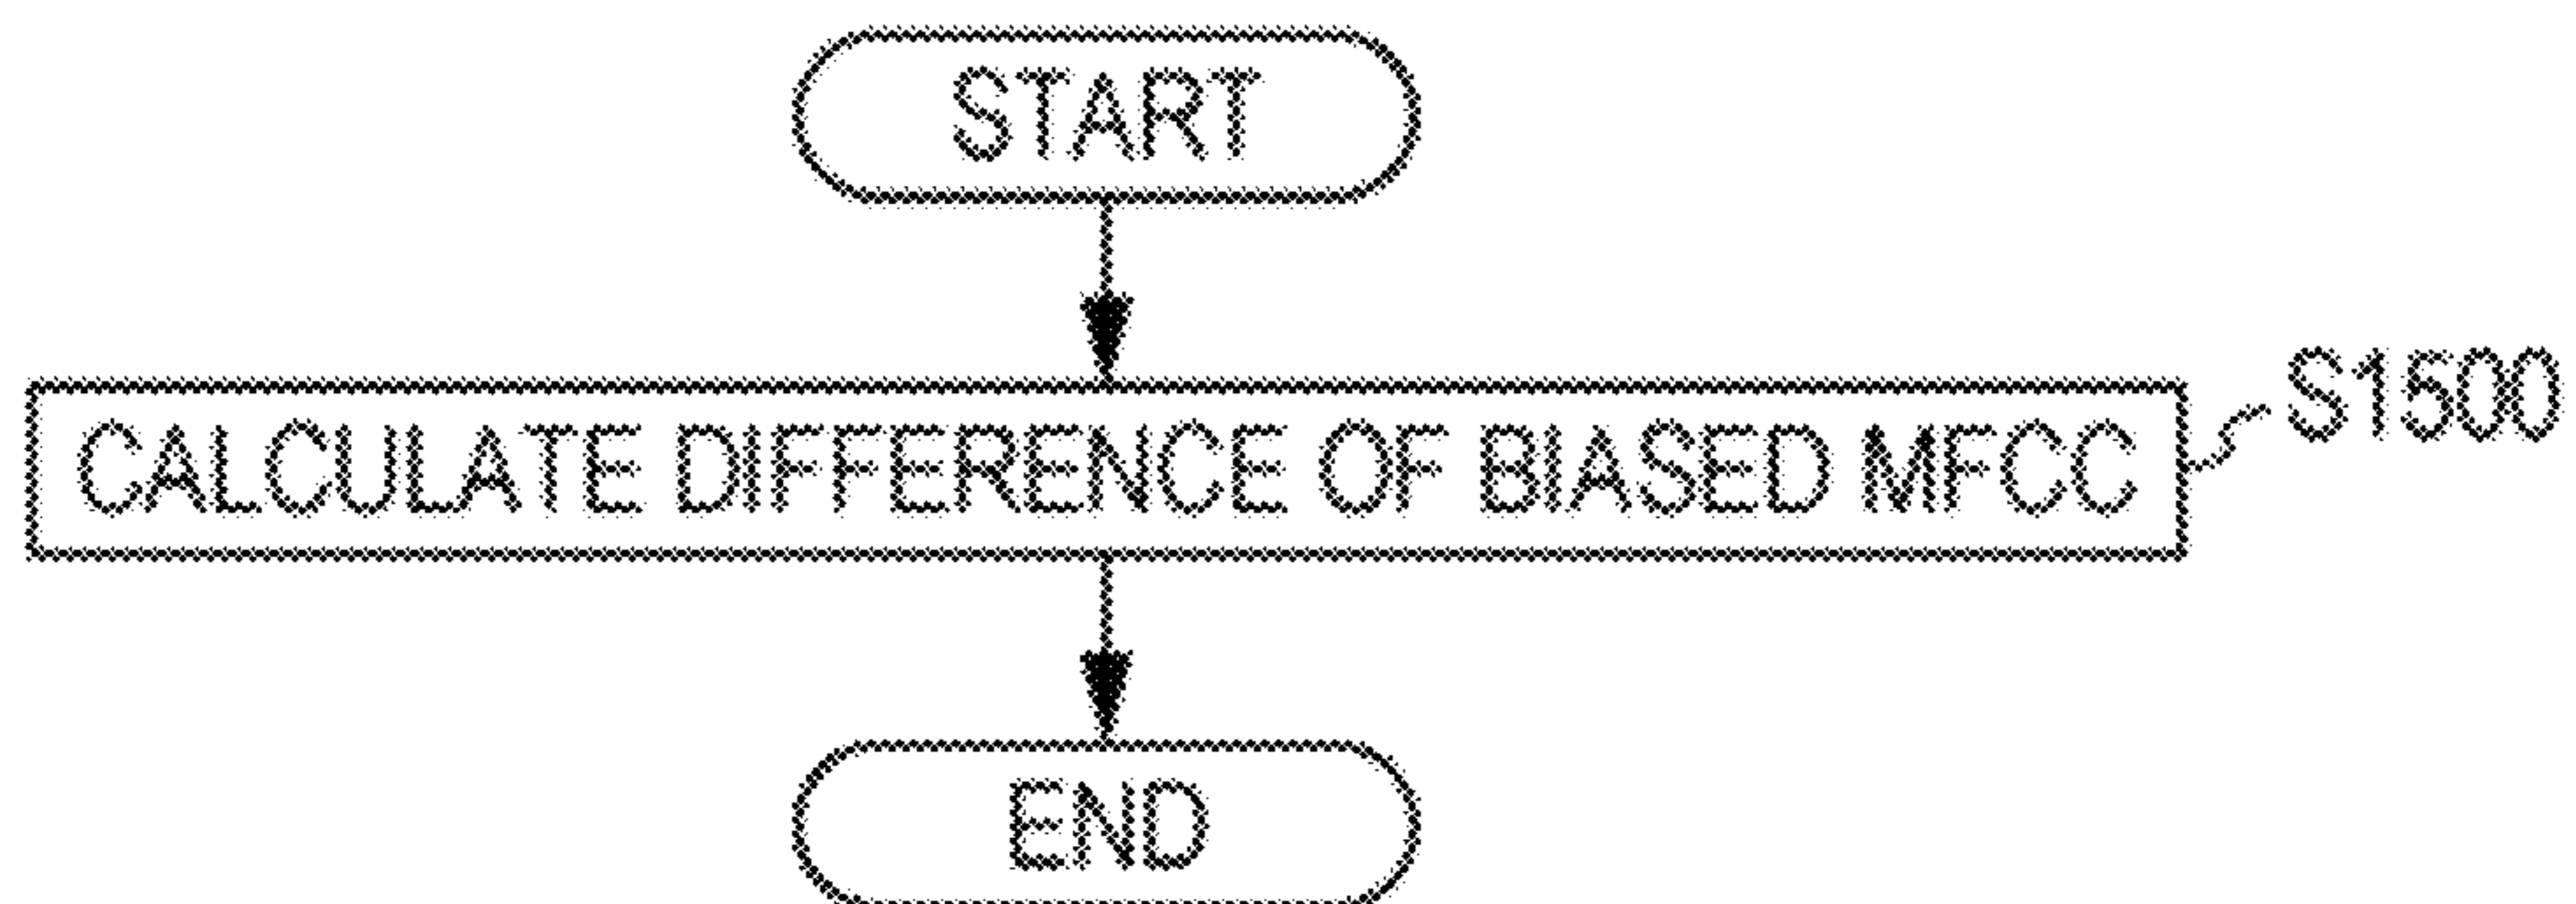 START
CALCULATE DIFFERENCE OF BIASED MFCC
S1500
END